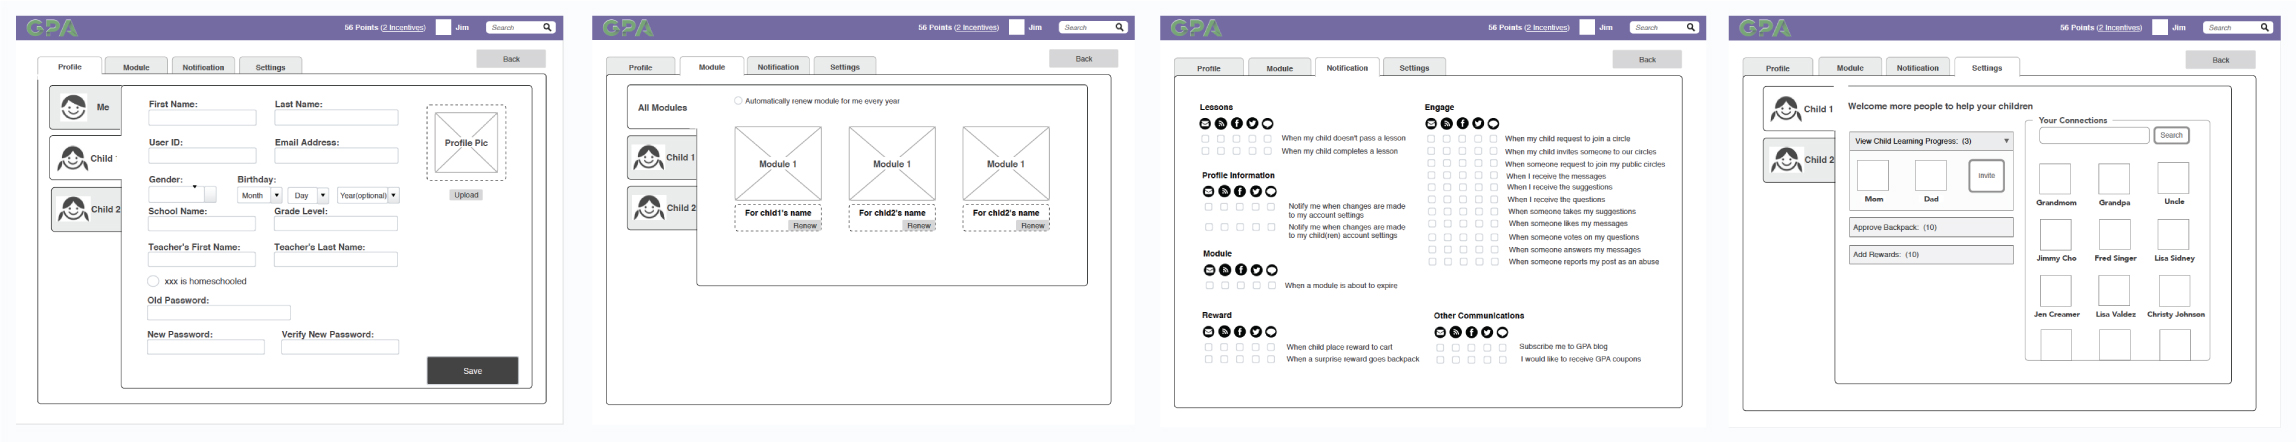 GPA
56 Points (2 Incentives)
Jim
Search
Back
Profile
Module
Notification
Settings
Me
Child
Child 2
First Name:
Last Name:
User ID:
Email Address:
Gender:
Birthday:
Month
Day
Year(optional)
School Name:
Grade Level:
Teacher's First Name:
Teacher's Last Name:
xxx is homeschooled
Old Password:
New Password:
Verify New Password:
Profile Pic
Upload
Save
GPA
56 Points (2 Incentives)
Jim
Search
Back
Profile
Module
Notification
Settings
All Modules
Child 1
Child 2
Automatically renew module for me every year
Module 1
Module 1
Module 1
For chid1's name
For chid2's name
For chid2's name
Renew
Renew
Renew
GPA
56 Points (2 Incentives)
Jim
Search
Back
Profile
Module
Notification
Settings
Lessons
When my child doesn't pass a lesson
When my child completes a lesson
Profile Information
Notify me when changes are made
to my account settings
Notify me when changes are made
to my child(ren) account settings
Module
When a module is about to expire
Reward
When child place reward to cart
When a surprise reward goes backpack
Engage
When my child request to join a circle
When my child invites someone to our circles
When someone request to join my public circles
When I receive the messages
When I receive the suggestions
When I receive the questions
When someone takes my suggestions
When someone likes my messages
When someone votes on my questions
When someone answers my messages
When someone reports my post as an abuse
Other Communications
Subscribe me to GPA blog
I would like to receive GPA coupons
GPA
56 Points (2 Incentives)
Jim
Search
Back
Profile
Module
Notification
Settings
Child 1
Child 2
Welcome more people to help your children
View Child Learning Progress: (3)
Mom
Dad
Invite
Approve Backpack: (10)
Add Rewards: (10)
Your Connections
Search
Grandmom
Grandpa
Uncle
Jimmy Cho
Fred Singer
Lisa Sidney
Jen Creamer
Lisa Valdez
Christy Johnson